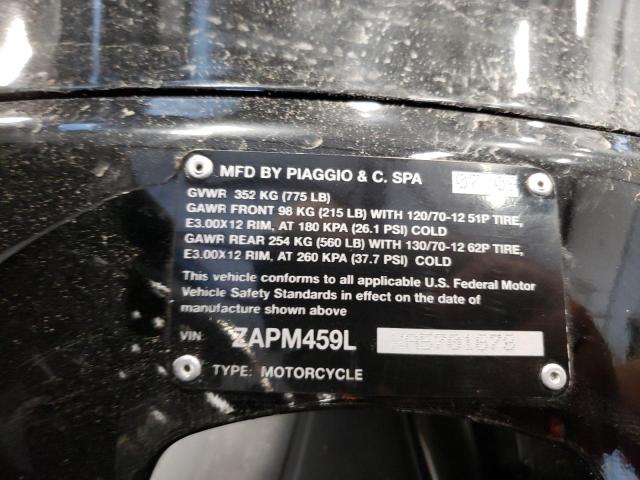 MFD BY PIAGGIO & C. SPA
GVWR 352 KG (775 LB)
GAWR FRONT 98 KG (215 LB) WITH 120/70-12 51P TIRE,
E3.00X12 RIM, AT 180 KPA (26.1 PSI) COLD
GAWR REAR 254 KG (560 LB) WITH 130/70-12 62P TIRE,
E3.00X12 RIM, AT 260 KPA (37.7 PSI) COLD
This vehicle conforms to all applicable U.S. Federal Motor
Vehicle Safety Standards in effect on the date of
manufacture shown above
VIN: ZAPM459L
TYPE: MOTORCYCLE